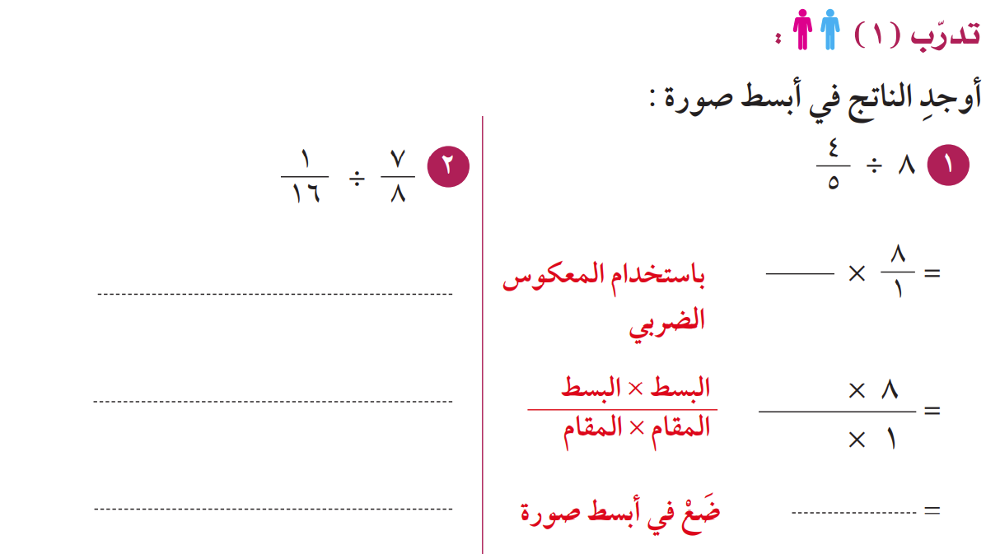 تدرّب (١) :
أوجدِ الناتج في أبسط صورة :
١ ٨ ÷ ٤/٥
= ٨/١ × ——
باستخدام المعكوس
الضربي
= ٨ × / ١ ×
البسط × البسط
المقام × المقام
= ............
ضَعْ في أبسط صورة
٢ ٧/٨ ÷ ١/١٦